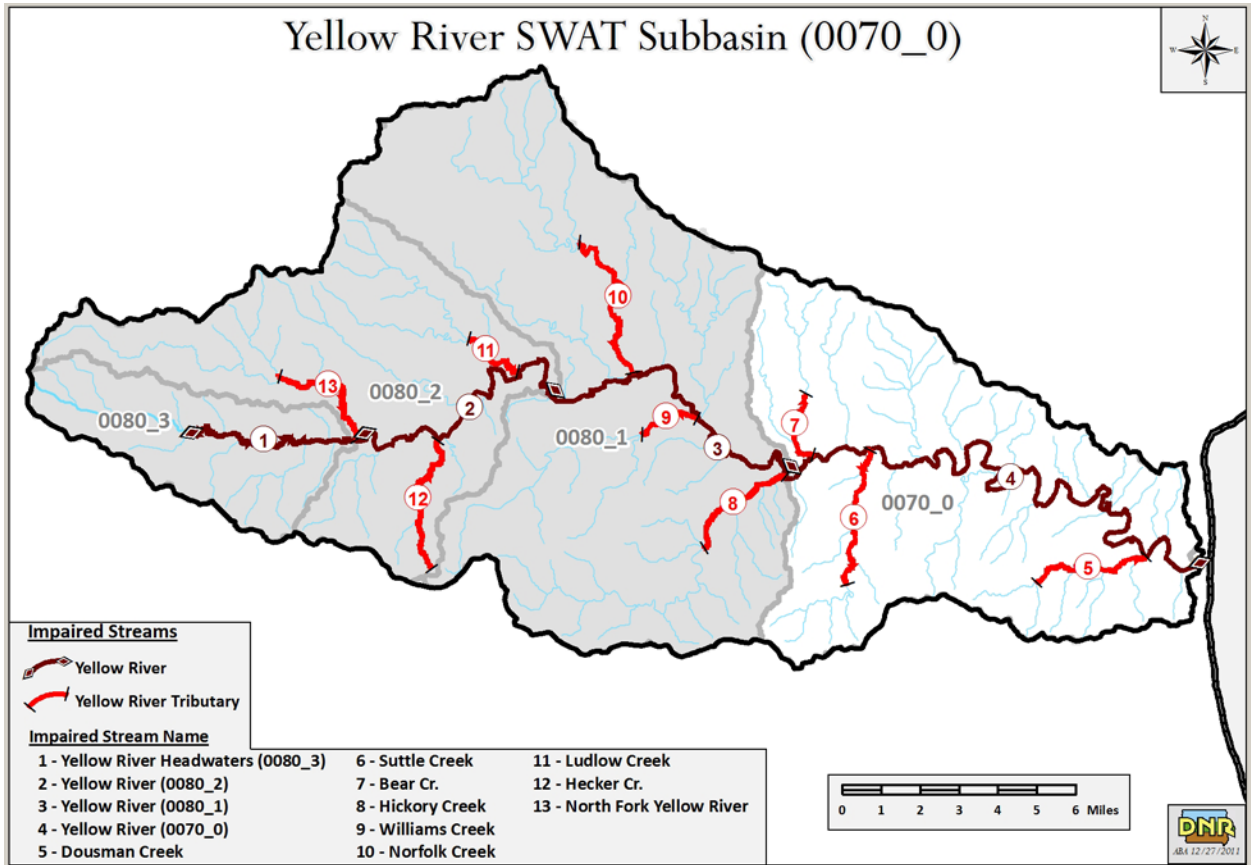 Yellow River SWAT Subbasin (0070_0)
N
W
E
S
10
11
13
0080_2
2
0080_3
1
9
0080_1
3
7
12
8
4
0070_0
6
5
Impaired Streams
Yellow River
Yellow River Tributary
Impaired Stream Name
1 - Yellow River Headwaters (0080_3)
2 - Yellow River (0080_2)
3 - Yellow River (0080_1)
4 - Yellow River (0070_0)
5 - Dousman Creek
6 - Suttle Creek
7 - Bear Cr.
8 - Hickory Creek
9 - Williams Creek
10 - Norfolk Creek
11 - Ludlow Creek
12 - Hecker Cr.
13 - North Fork Yellow River
0 1 2 3 4 5 6 Miles
DNR
ABA 12/27/2011